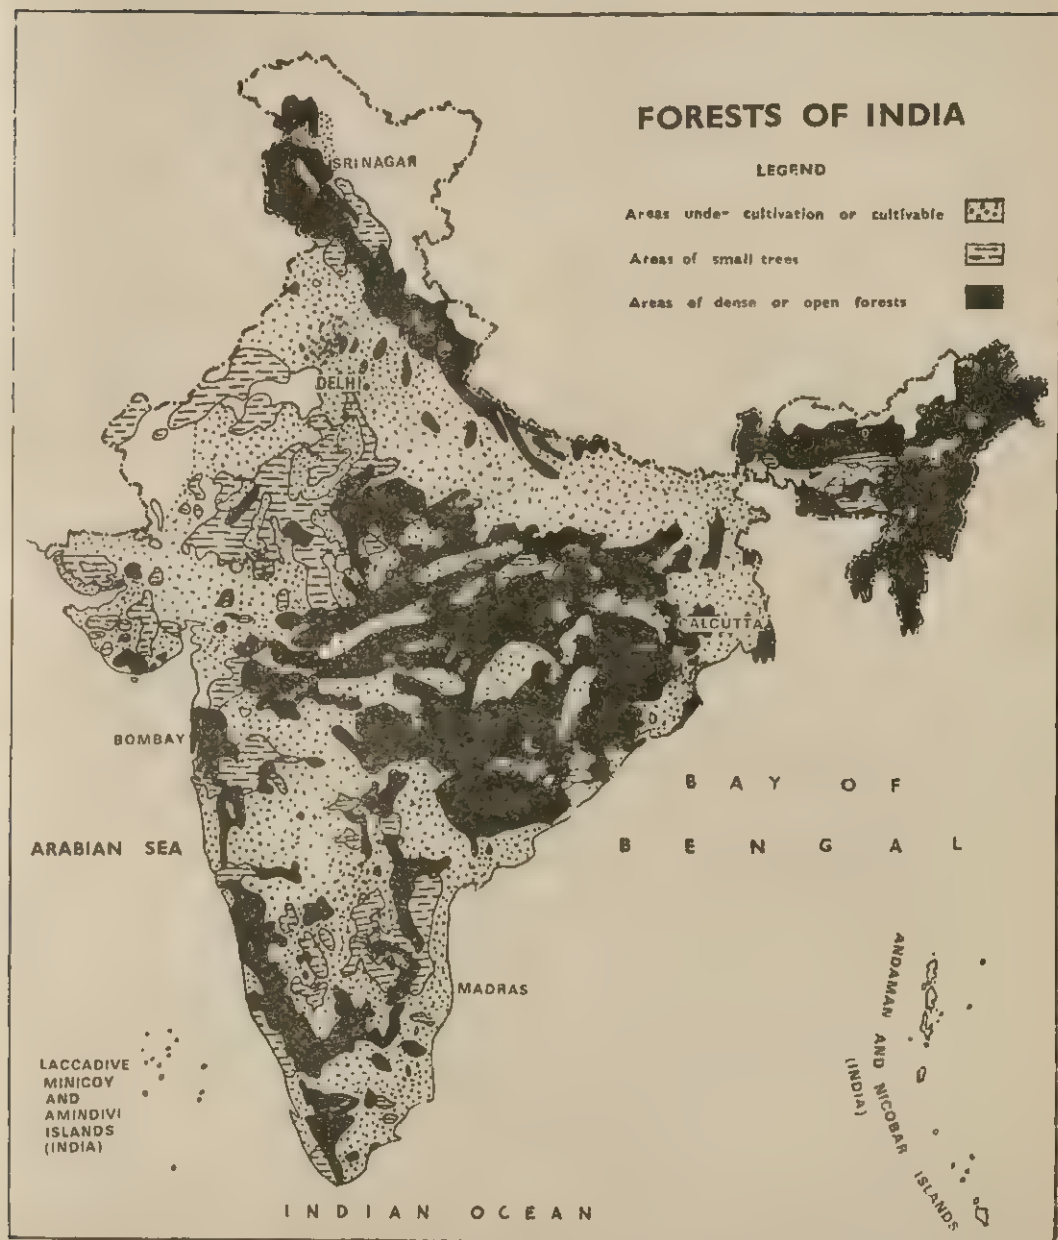 FORESTS OF INDIA
LEGEND
Areas under cultivation or cultivable
Areas of small trees
Areas of dense or open forests
SRINAGAR
DELHI
CALCUTTA
BOMBAY
BAY OF
BENGAL
ARABIAN SEA
MADRAS
LACCADIVE
MINICOY
AND
AMINDIVI
ISLANDS
(INDIA)
ANDAMAN AND NICOBAR ISLANDS
(INDIA)
INDIAN OCEAN